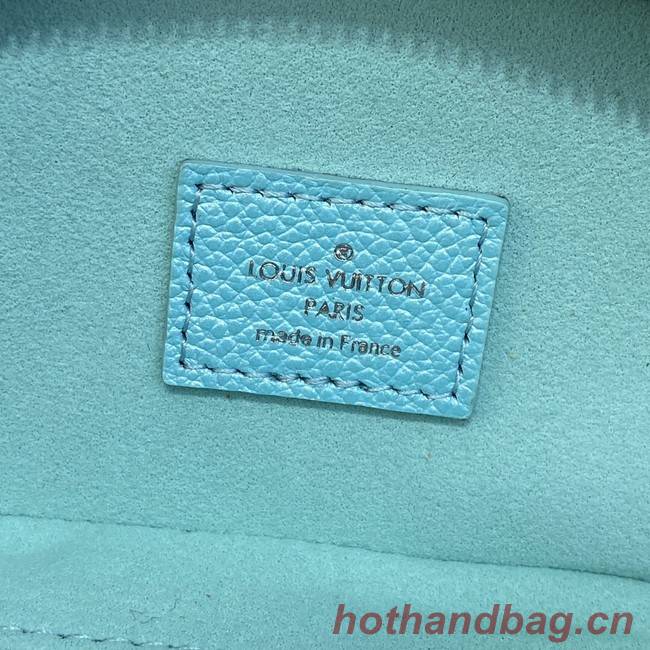 LOUIS VUITTON
PARIS
made in France
hothandbag.cn